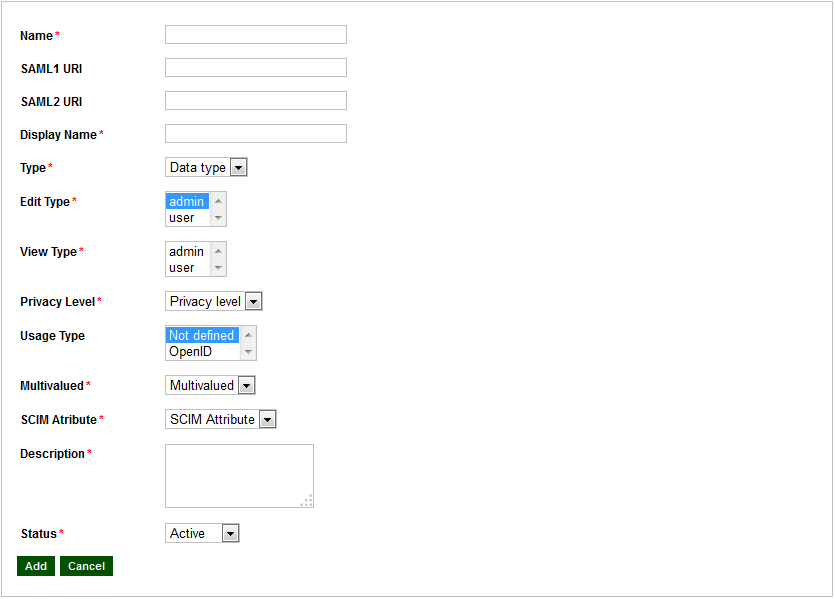 Name*
SAML1 URI
SAML2 URI
Display Name*
Type* Data type
Edit Type* admin
user
View Type* admin
user
Privacy Level* Privacy level
Usage Type Not defined
OpenID
Multivalued* Multivalued
SCIM Atribute* SCIM Attribute
Description*
Status* Active
Add Cancel